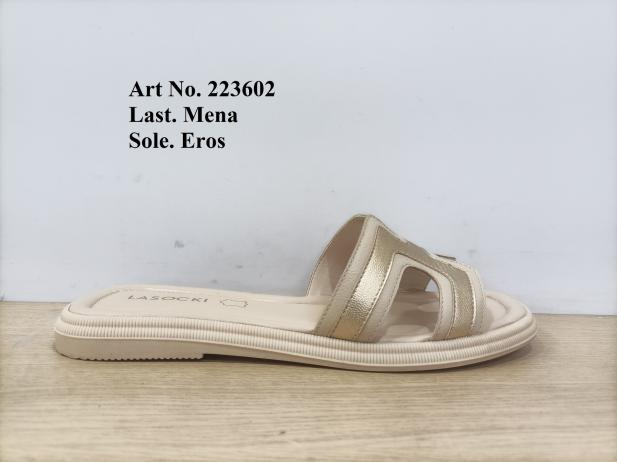 Art No. 223602
Last. Mena
Sole. Eros
LASOCKI